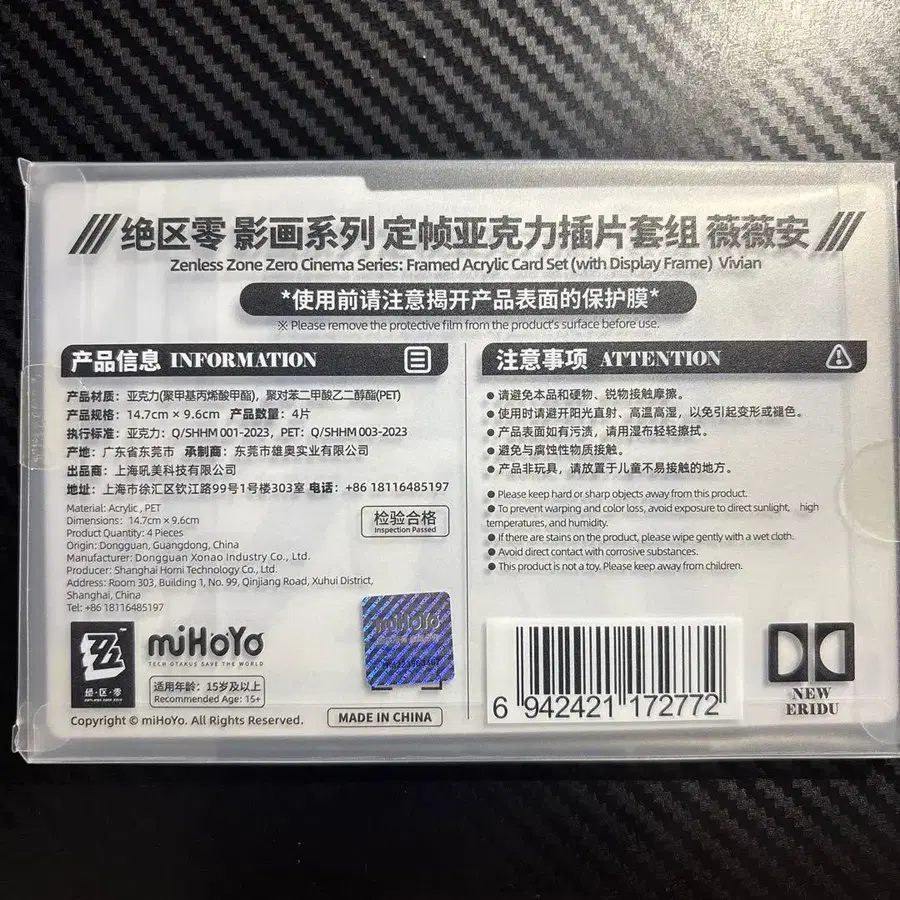 绝区零 影画系列 定帧亚克力插片套组 薇薇安
Zenless Zone Zero Cinema Series: Framed Acrylic Card Set (with Display Frame) Vivian
*使用前请注意揭开产品表面的保护膜*
※ Please remove the protective film from the product's surface before use.
产品信息 INFORMATION
产品材质：亚克力(聚甲基丙烯酸甲酯)，聚对苯二甲酸乙二醇酯(PET)
产品规格：14.7cm × 9.6cm 产品数量：4片
执行标准：亚克力：Q/SHHM 001-2023，PET：Q/SHHM 003-2023
产地：广东省东莞市 承制商：东莞市雄奥实业有限公司
出品商：上海吼美科技有限公司
地址：上海市徐汇区钦江路99号1号楼303室 电话：+86 18116485197
Material: Acrylic , PET
Dimensions：14.7cm × 9.6cm
Product Quantity: 4 Pieces
Origin: Dongguan, Guangdong, China
Manufacturer: Dongguan Xonao Industry Co., Ltd.
Producer: Shanghai Homi Technology Co., Ltd.
Address: Room 303, Building 1, No. 99, Qinjiang Road, Xuhui District,
Shanghai, China
Tel: +86 18116485197
检验合格
Inspection Passed
绝·区·零
miHoYo
TECH OTAKUS SAVE THE WORLD
适用年龄：15岁及以上
Recommended Age: 15+
Copyright © miHoYo. All Rights Reserved.
MADE IN CHINA
miHoYo
注意事项 ATTENTION
● 请避免本品和硬物、锐物接触摩擦。
● 使用时请避开阳光直射、高温高湿，以免引起变形或褪色。
● 产品表面如有污渍，请用湿布轻轻擦拭。
● 避免与腐蚀性物质接触。
● 产品非玩具，请放置于儿童不易接触的地方。
● Please keep hard or sharp objects away from this product.
● To prevent warping and color loss, avoid exposure to direct sunlight, high
temperatures, and humidity.
● If there are stains on the product, please wipe gently with a wet cloth.
● Avoid direct contact with corrosive substances.
● This product is not a toy. Please keep away from children.
6 942421 172772
NEW
ERIDU